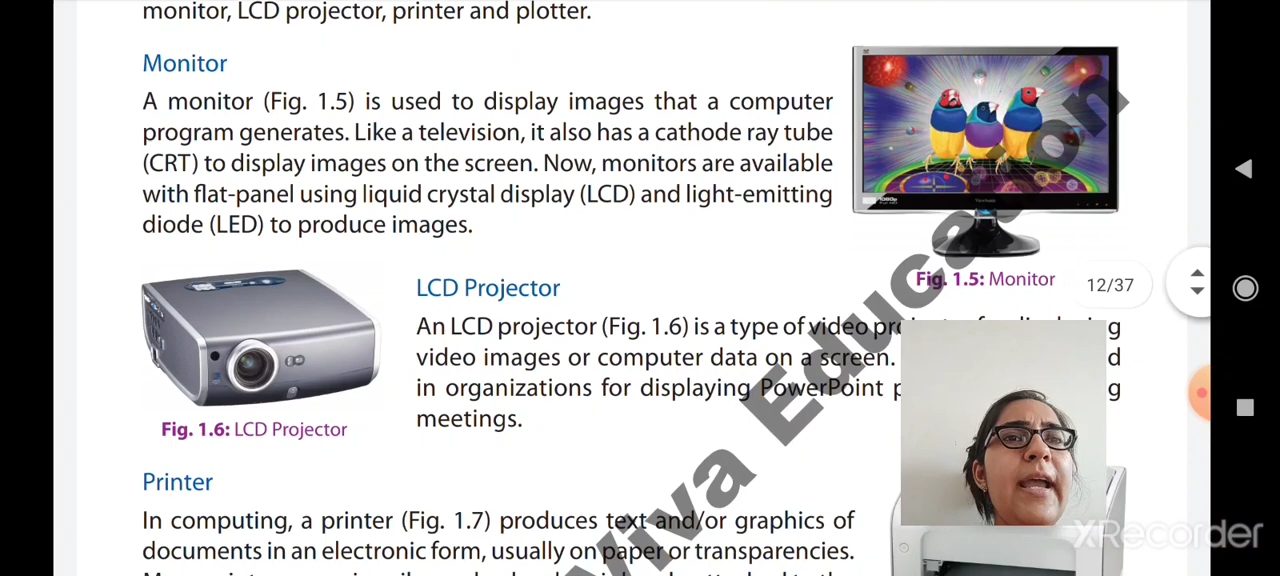 monitor, LCD projector, printer and plotter.
Monitor
A monitor (Fig. 1.5) is used to display images that a computer
program generates. Like a television, it also has a cathode ray tube
(CRT) to display images on the screen. Now, monitors are available
with flat-panel using liquid crystal display (LCD) and light-emitting
diode (LED) to produce images.
Fig. 1.5: Monitor
12/37
LCD Projector
An LCD projector (Fig. 1.6) is a type of video
video images or computer data on a screen.
in organizations for displaying PowerPoint
meetings.
Fig. 1.6: LCD Projector
Printer
In computing, a printer (Fig. 1.7) produces text and/or graphics of
documents in an electronic form, usually on paper or transparencies.
Viva Education
XRecorder